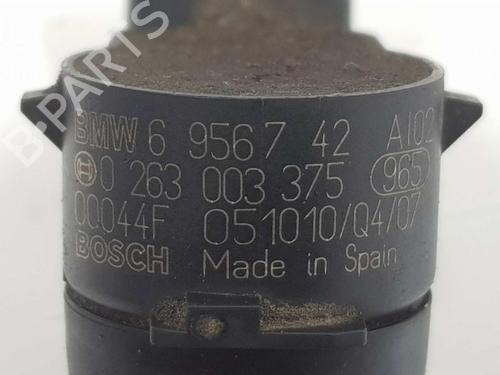 BMW 6 956 7 42 AI02
0 263 003 375 965
00044F 051010/Q4/07
BOSCH Made in Spain
B-Parts